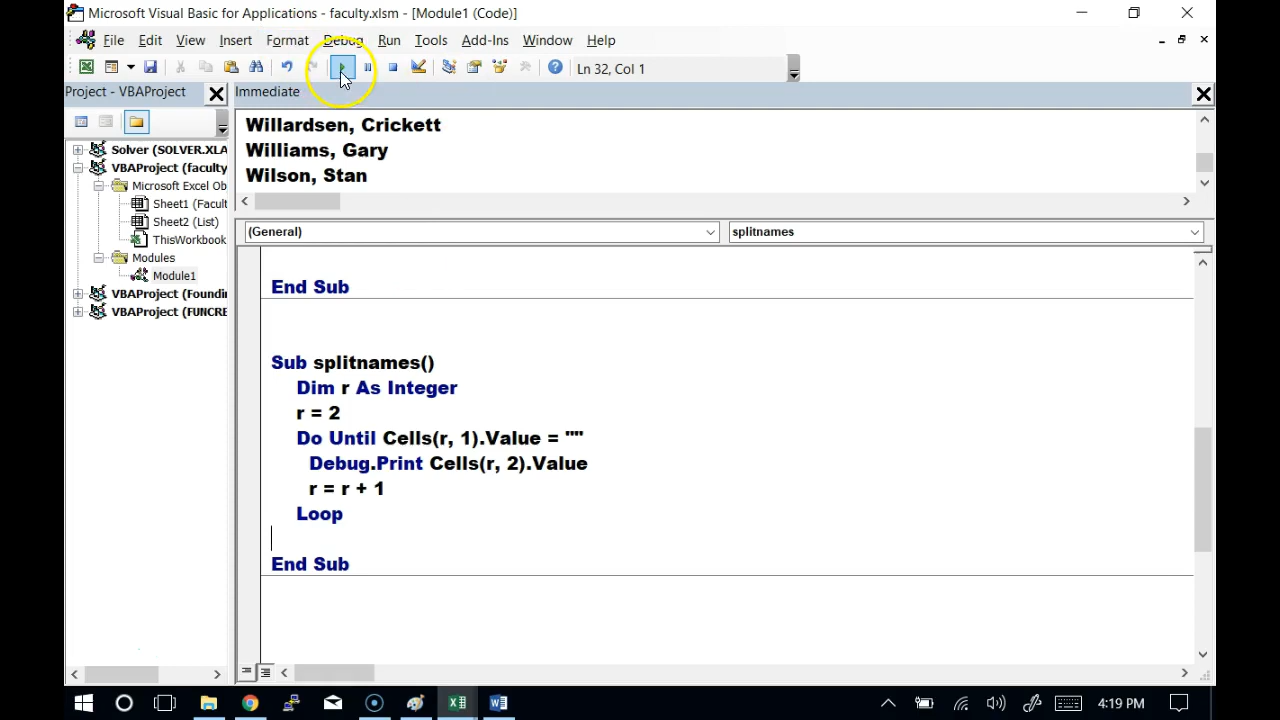 Microsoft Visual Basic for Applications - faculty.xlsm - [Module1 (Code)]
File Edit View Insert Format Debug Run Tools Add-Ins Window Help
Ln 32, Col 1
Project - VBAProject
Immediate
Willardsen, Crickett
Williams, Gary
Wilson, Stan
Solver (SOLVER.XLA
VBAProject (faculty
Microsoft Excel Ob
Sheet1 (Facul
Sheet2 (List)
ThisWorkbook
Modules
Module1
VBAProject (Foundin
VBAProject (FUNCRE
(General)
splitnames
End Sub
Sub splitnames()
Dim r As Integer
r = 2
Do Until Cells(r, 1).Value = ""
Debug.Print Cells(r, 2).Value
r = r + 1
Loop
End Sub
4:19 PM